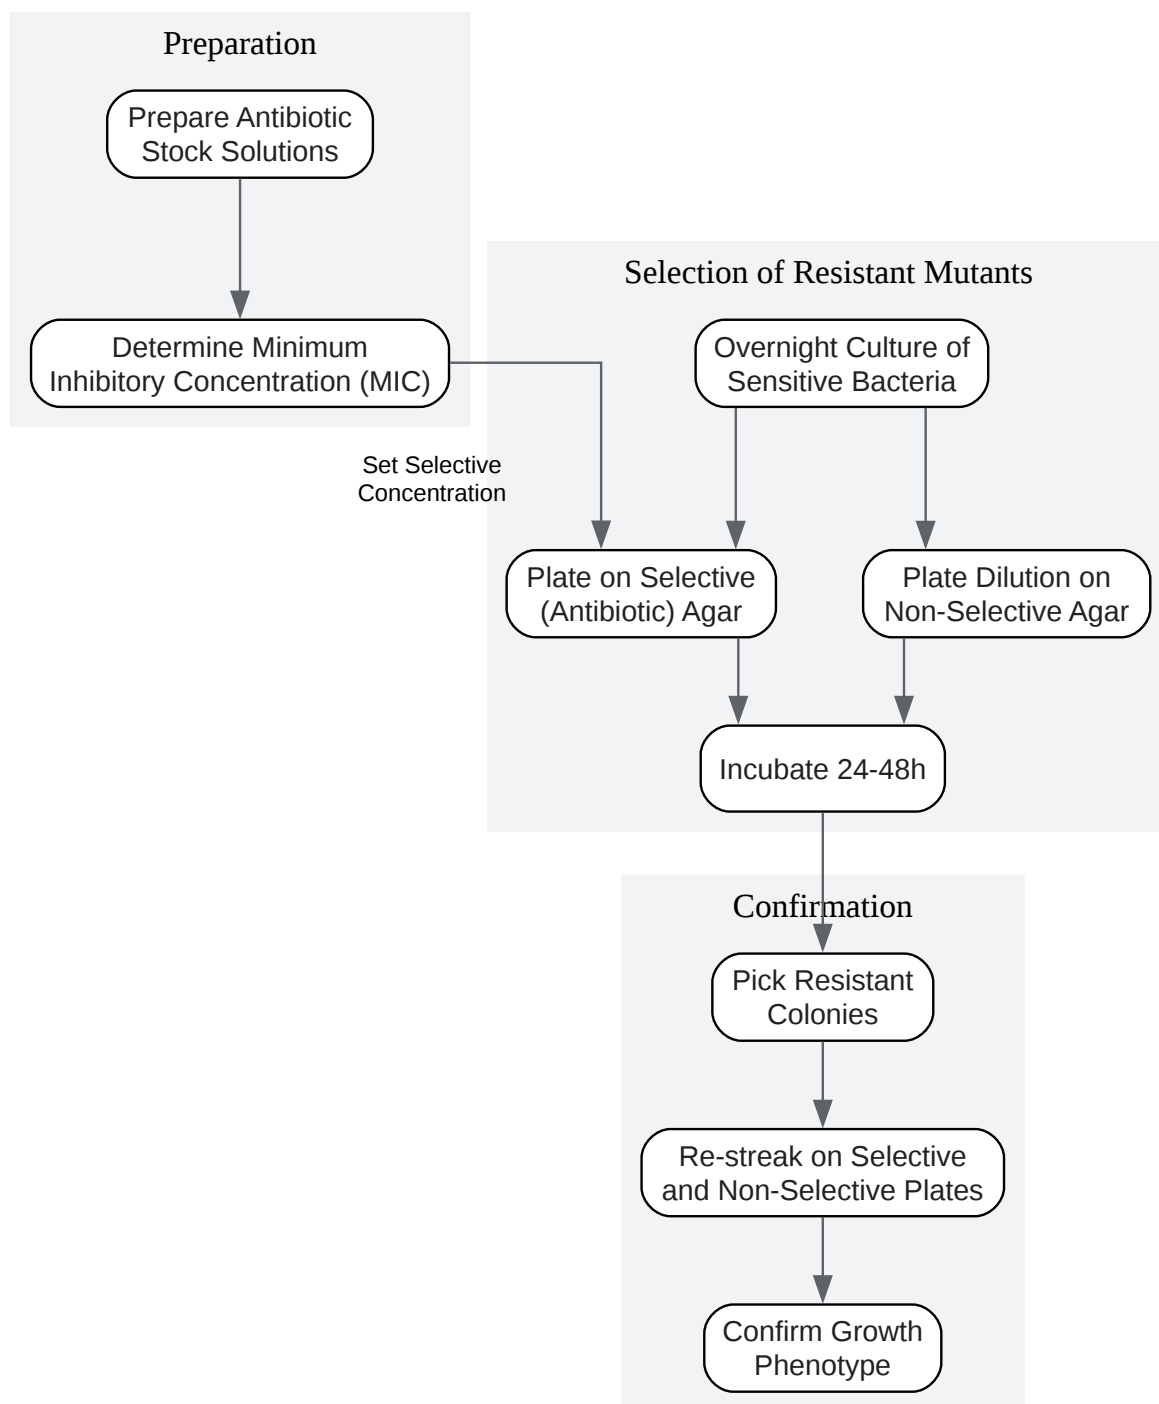 Preparation
Prepare Antibiotic
Stock Solutions
Determine Minimum
Inhibitory Concentration (MIC)
Set Selective
Concentration
Selection of Resistant Mutants
Overnight Culture of
Sensitive Bacteria
Plate on Selective
(Antibiotic) Agar
Plate Dilution on
Non-Selective Agar
Incubate 24-48h
Confirmation
Pick Resistant
Colonies
Re-streak on Selective
and Non-Selective Plates
Confirm Growth
Phenotype